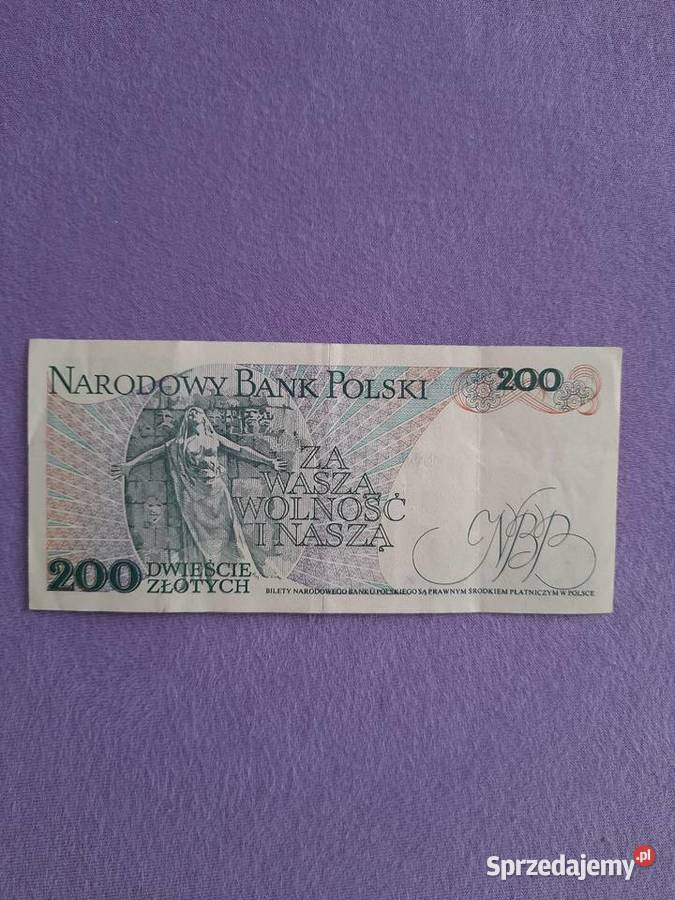 NARODOWY BANK POLSKI 200
ZA
WASZĄ
WOLNOŚĆ
I NASZĄ
NBP
200 DWIEŚCIE
ZŁOTYCH
BILETY NARODOWEGO BANKU POLSKIEGO SĄ PRAWNYM ŚRODKIEM PŁATNICZYM W POLSCE
Sprzedajemy.pl